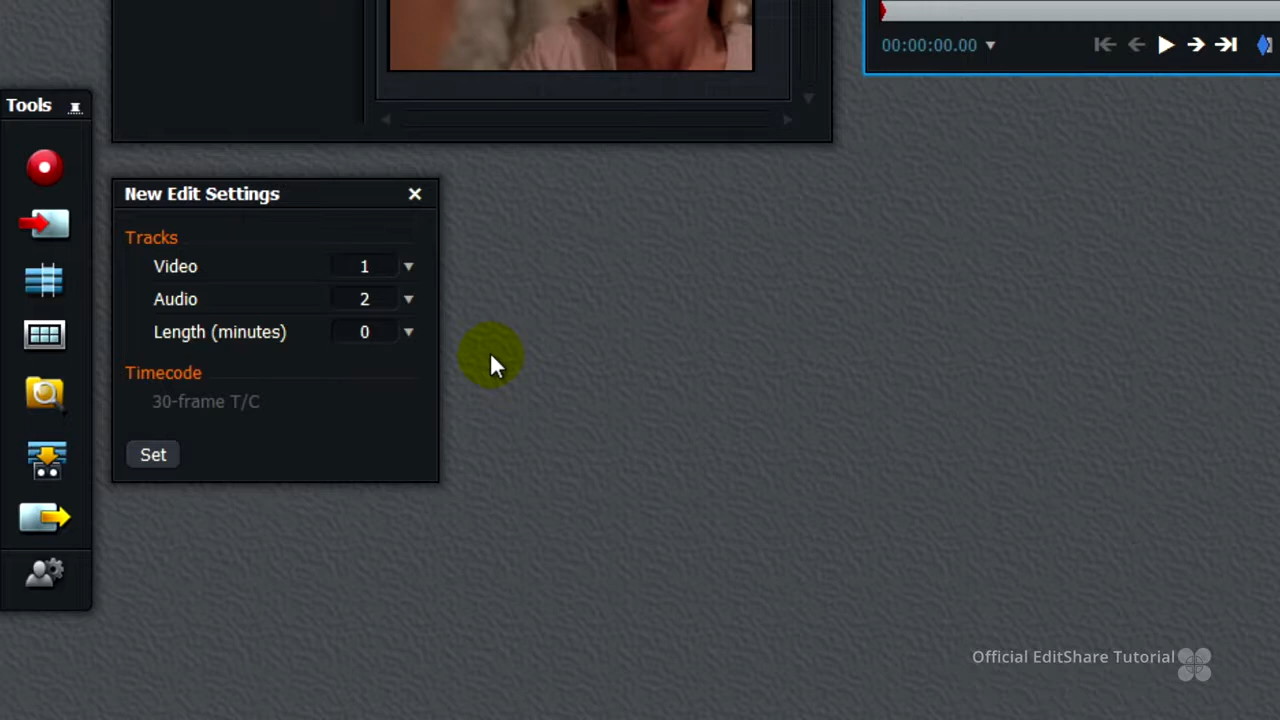 00:00:00.00
Tools
New Edit Settings
Tracks
Video 1
Audio 2
Length (minutes) 0
Timecode
30-frame T/C
Set
Official EditShare Tutorial